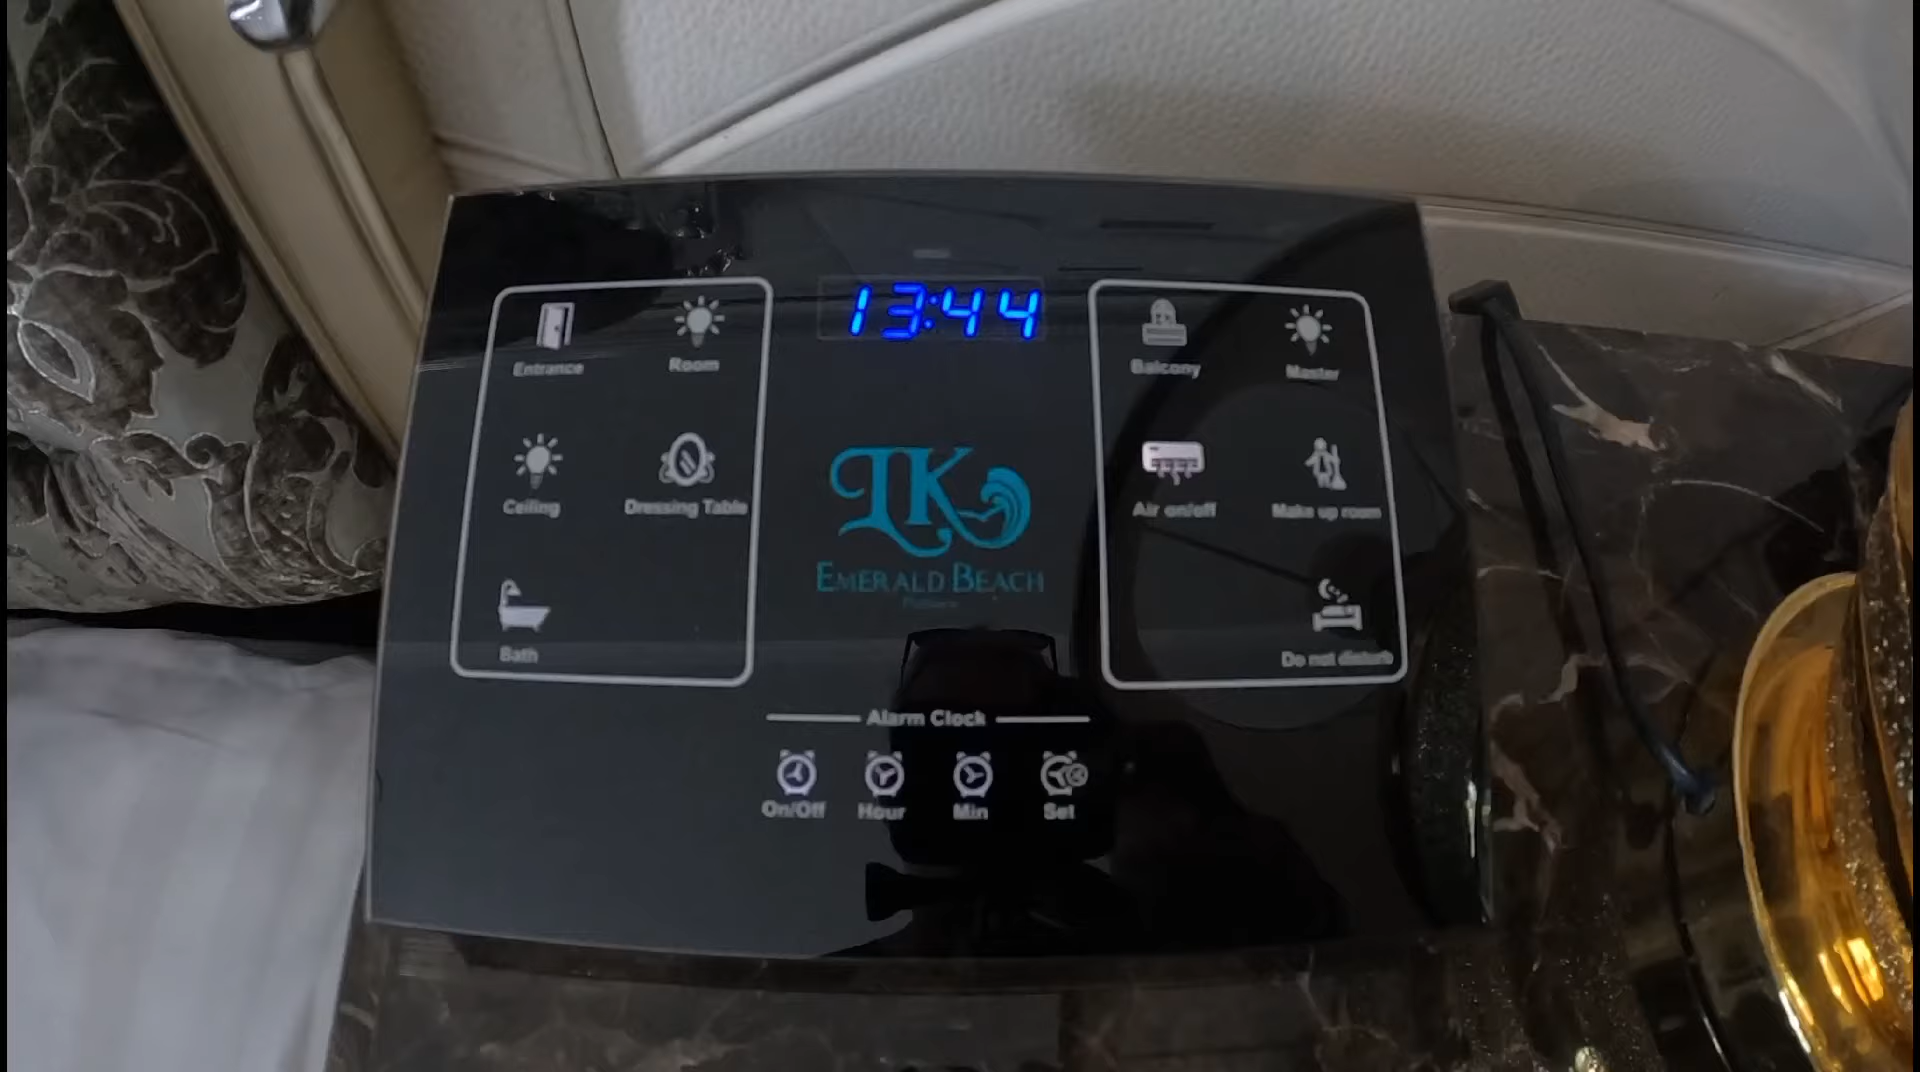 13:44
Entrance
Room
Ceiling
Dressing Table
Bath
LK
EMERALD BEACH
Balcony
Master
Air on/off
Make up room
Do not disturb
Alarm Clock
On/Off
Hour
Min
Set